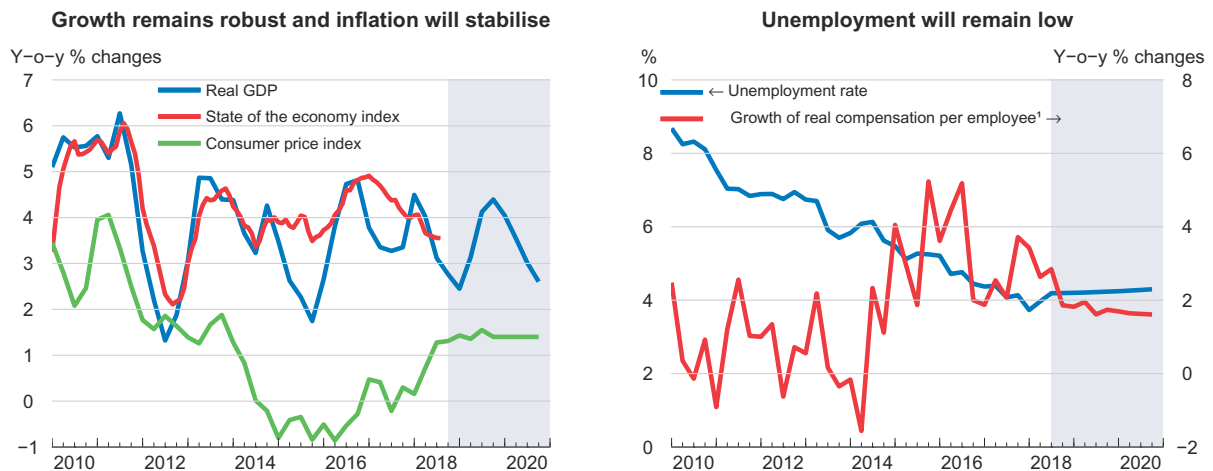 Growth remains robust and inflation will stabilise
Y−o−y % changes
7
Real GDP
6
State of the economy index
Consumer price index
5
4
3
2
1
0
−1
2010 2012 2014 2016 2018 2020
Unemployment will remain low
% Y−o−y % changes
10 8
← Unemployment rate
Growth of real compensation per employee¹ →
8 6
6 4
4 2
2 0
0 −2
2010 2012 2014 2016 2018 2020